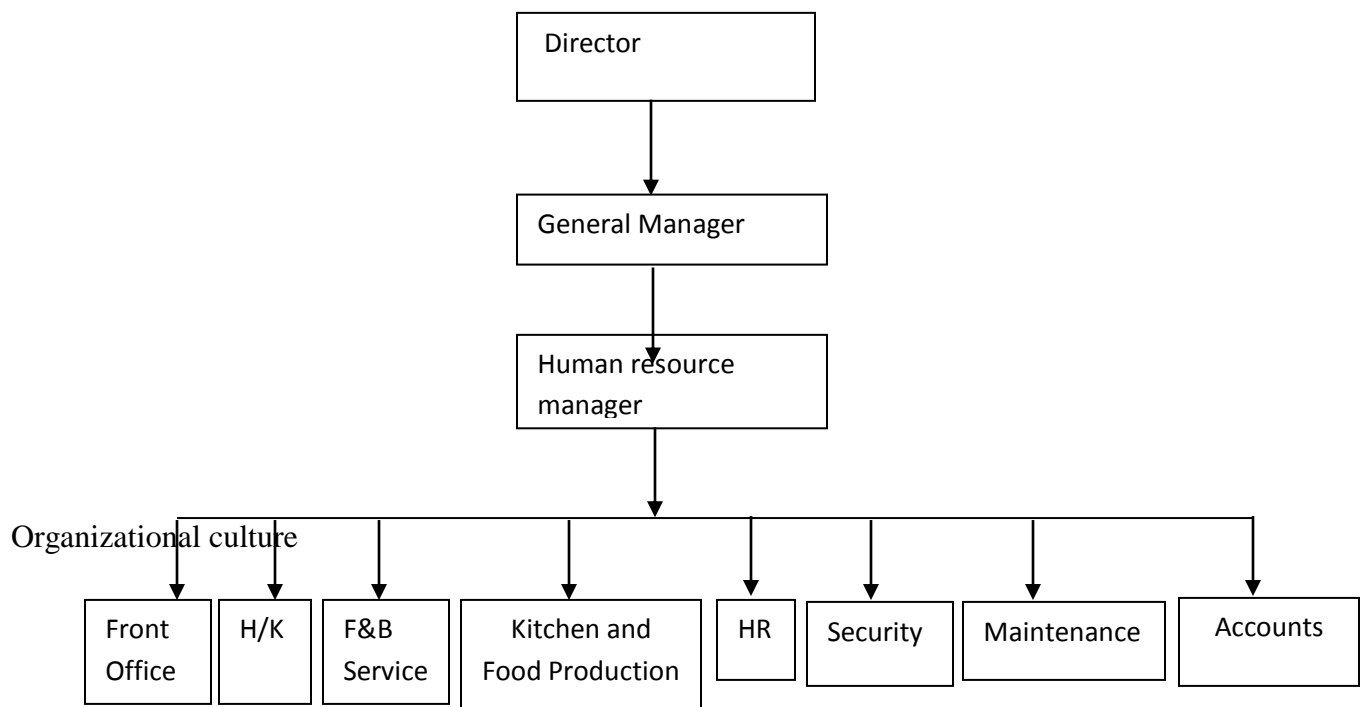 Director
General Manager
Human resource
manager
Organizational culture
Front
Office
H/K
F&B
Service
Kitchen and
Food Production
HR
Security
Maintenance
Accounts